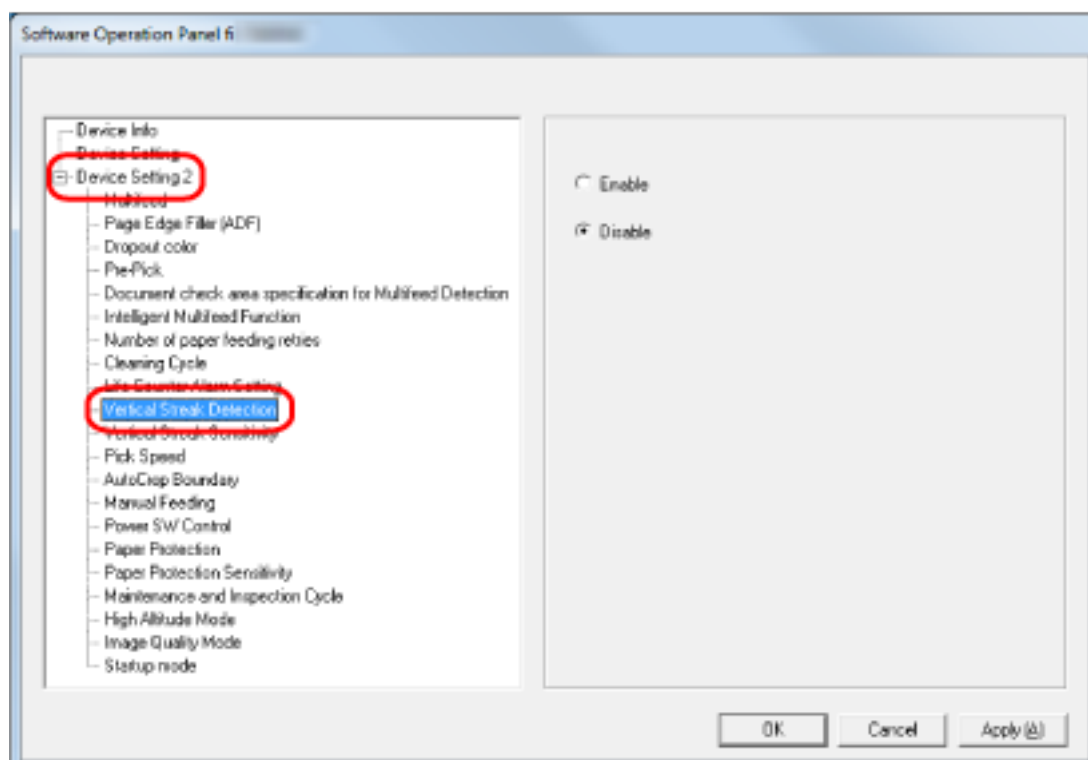 Software Operation Panel fi
Device Info
Device Setting
Device Setting 2
Multifeed
Page Edge Filler (ADF)
Dropout color
Pre-Pick
Document check area specification for Multifeed Detection
Intelligent Multifeed Function
Number of paper feeding retries
Cleaning Cycle
Life Counter Alarm Setting
Vertical Streak Detection
Vertical Streak Sensitivity
Pick Speed
AutoCrop Boundary
Manual Feeding
Power SW Control
Paper Protection
Paper Protection Sensitivity
Maintenance and Inspection Cycle
High Altitude Mode
Image Quality Mode
Startup mode
Enable
Disable
OK
Cancel
Apply (A)